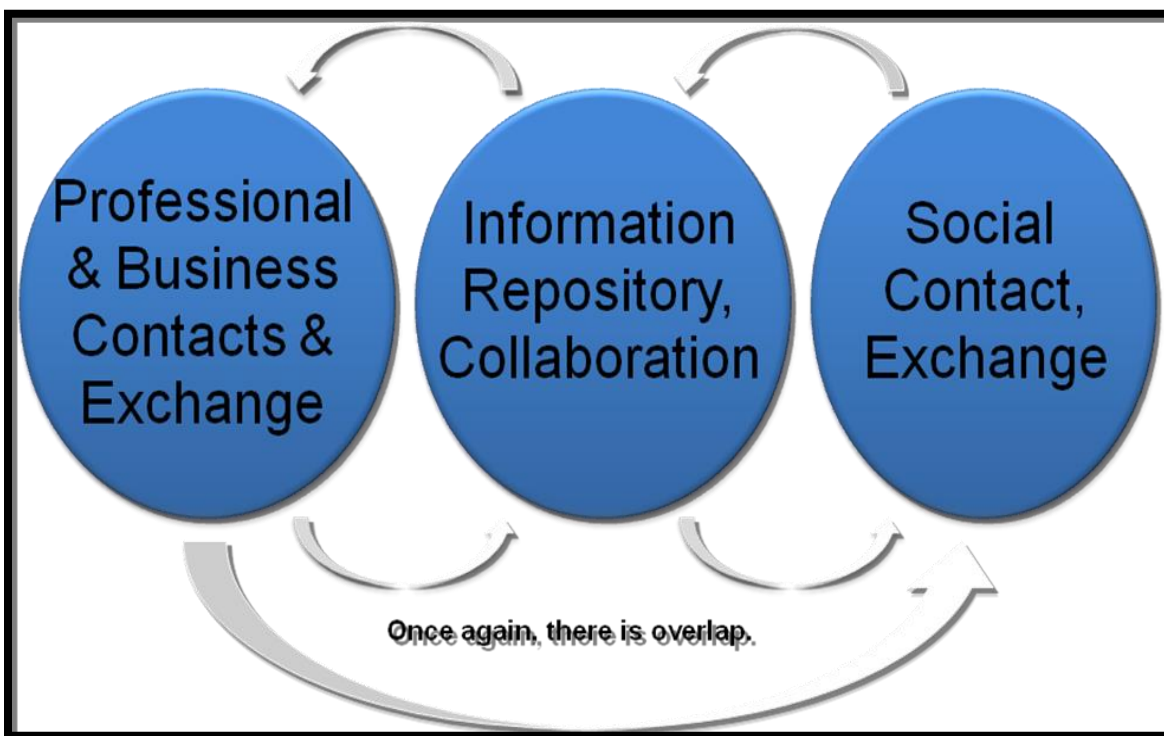 Professional
& Business
Contacts &
Exchange
Information
Repository,
Collaboration
Social
Contact,
Exchange
Once again, there is overlap.